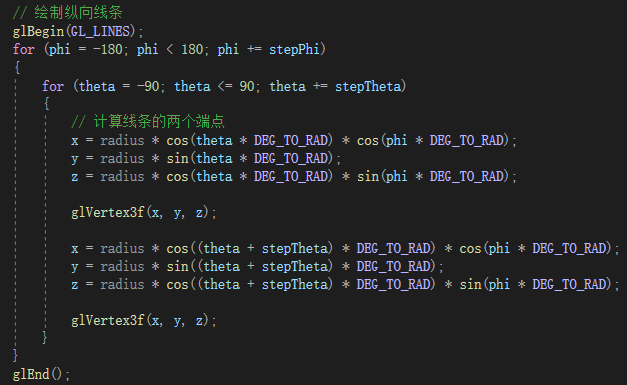 // 绘制纵向线条
glBegin(GL_LINES);
for (phi = -180; phi < 180; phi += stepPhi)
{
    for (theta = -90; theta <= 90; theta += stepTheta)
    {
        // 计算线条的两个端点
        x = radius * cos(theta * DEG_TO_RAD) * cos(phi * DEG_TO_RAD);
        y = radius * sin(theta * DEG_TO_RAD);
        z = radius * cos(theta * DEG_TO_RAD) * sin(phi * DEG_TO_RAD);

        glVertex3f(x, y, z);

        x = radius * cos((theta + stepTheta) * DEG_TO_RAD) * cos(phi * DEG_TO_RAD);
        y = radius * sin((theta + stepTheta) * DEG_TO_RAD);
        z = radius * cos((theta + stepTheta) * DEG_TO_RAD) * sin(phi * DEG_TO_RAD);

        glVertex3f(x, y, z);
    }
}
glEnd();